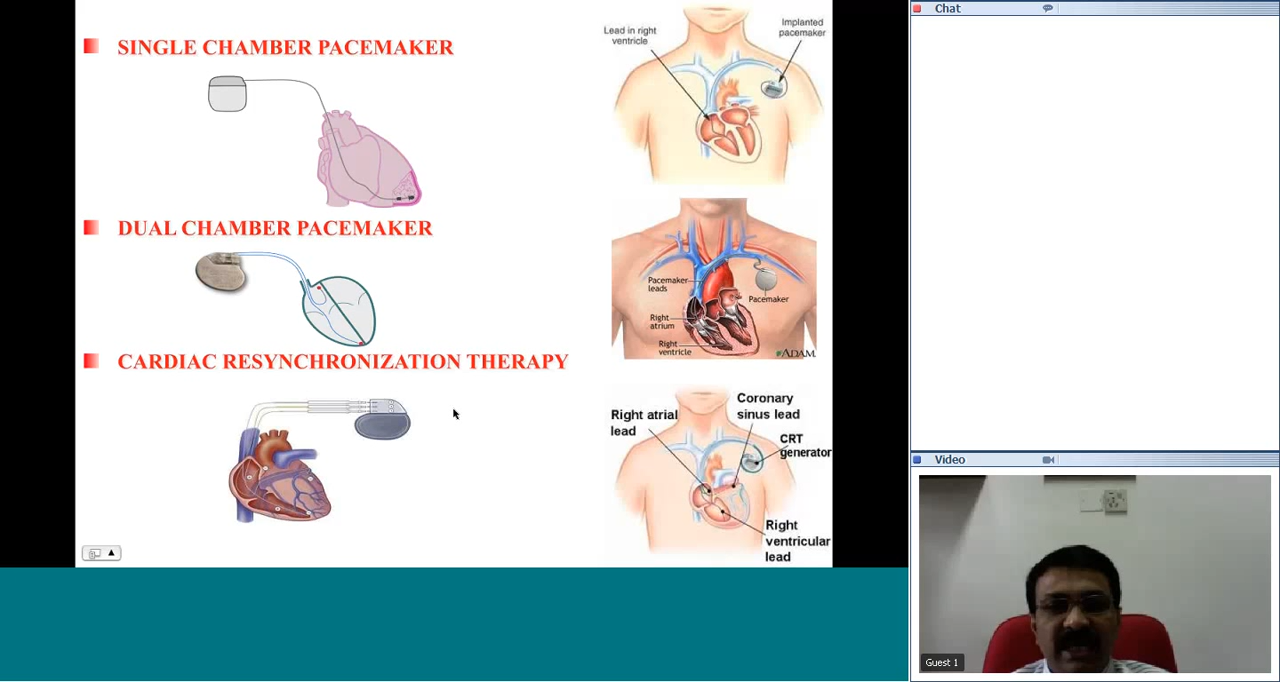 SINGLE CHAMBER PACEMAKER
Lead in right
ventricle
Implanted
pacemaker
DUAL CHAMBER PACEMAKER
Pacemaker
leads
Pacemaker
Right
atrium
Right
ventricle
ADAM.
CARDIAC RESYNCHRONIZATION THERAPY
Right atrial
lead
Coronary
sinus lead
CRT
generator
Right
ventricular
lead
Chat
Video
Guest 1